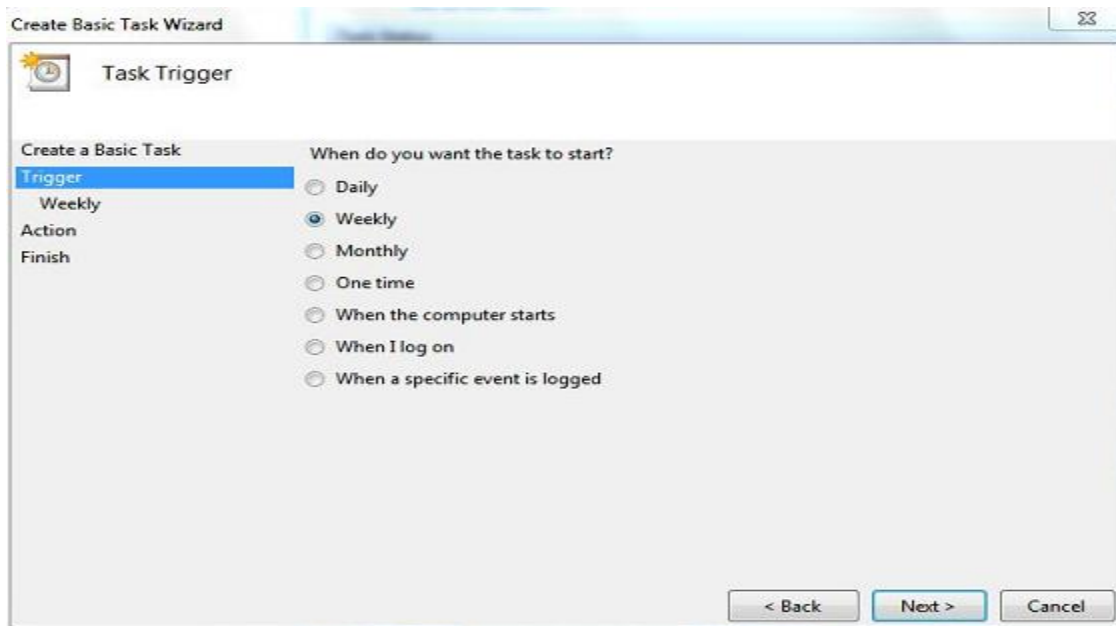 Create Basic Task Wizard
Task Trigger
Create a Basic Task
Trigger
Weekly
Action
Finish
When do you want the task to start?
Daily
Weekly
Monthly
One time
When the computer starts
When I log on
When a specific event is logged
< Back
Next >
Cancel